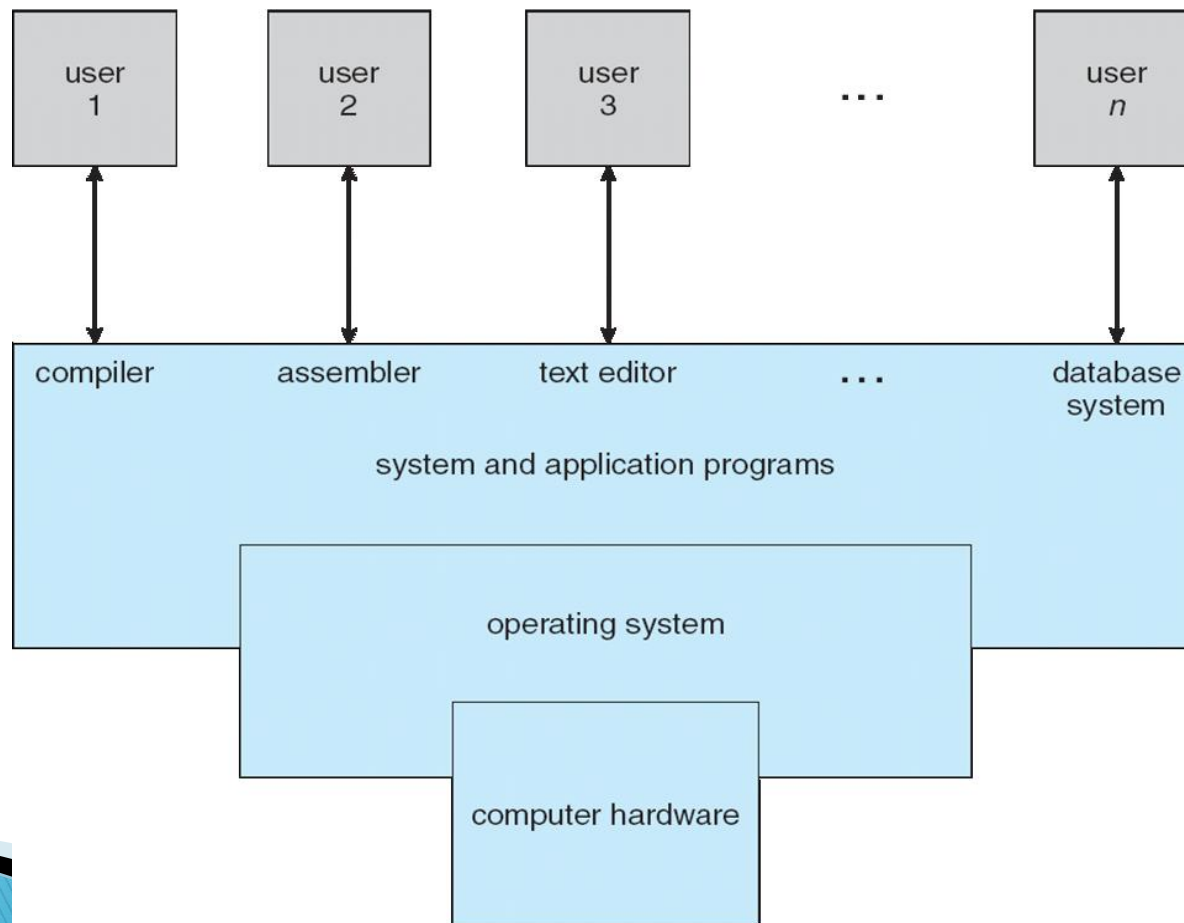 user
1
user
2
user
3
...
user
n
compiler
assembler
text editor
...
database
system
system and application programs
operating system
computer hardware